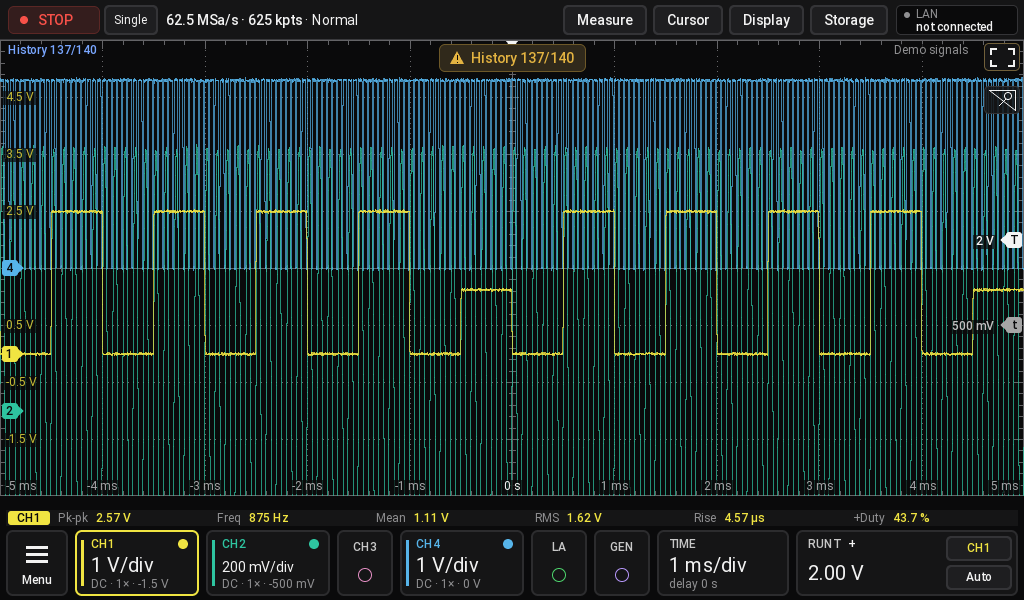 STOP
Single
62.5 MSa/s · 625 kpts · Normal
Measure
Cursor
Display
Storage
LAN
not connected
History 137/140
History 137/140
Demo signals
4.5 V
3.5 V
2.5 V
2 V
T
4
0.5 V
500 mV
t
1
-0.5 V
2
-1.5 V
-5 ms
-4 ms
-3 ms
-2 ms
-1 ms
0 s
1 ms
2 ms
3 ms
4 ms
5 ms
CH1 Pk-pk 2.57 V Freq 875 Hz Mean 1.11 V RMS 1.62 V Rise 4.57 µs +Duty 43.7 %
Menu
CH1
1 V/div
DC · 1× · -1.5 V
CH2
200 mV/div
DC · 1× · -500 mV
CH3
CH4
1 V/div
DC · 1× · 0 V
LA
GEN
TIME
1 ms/div
delay 0 s
RUNT +
2.00 V
CH1
Auto